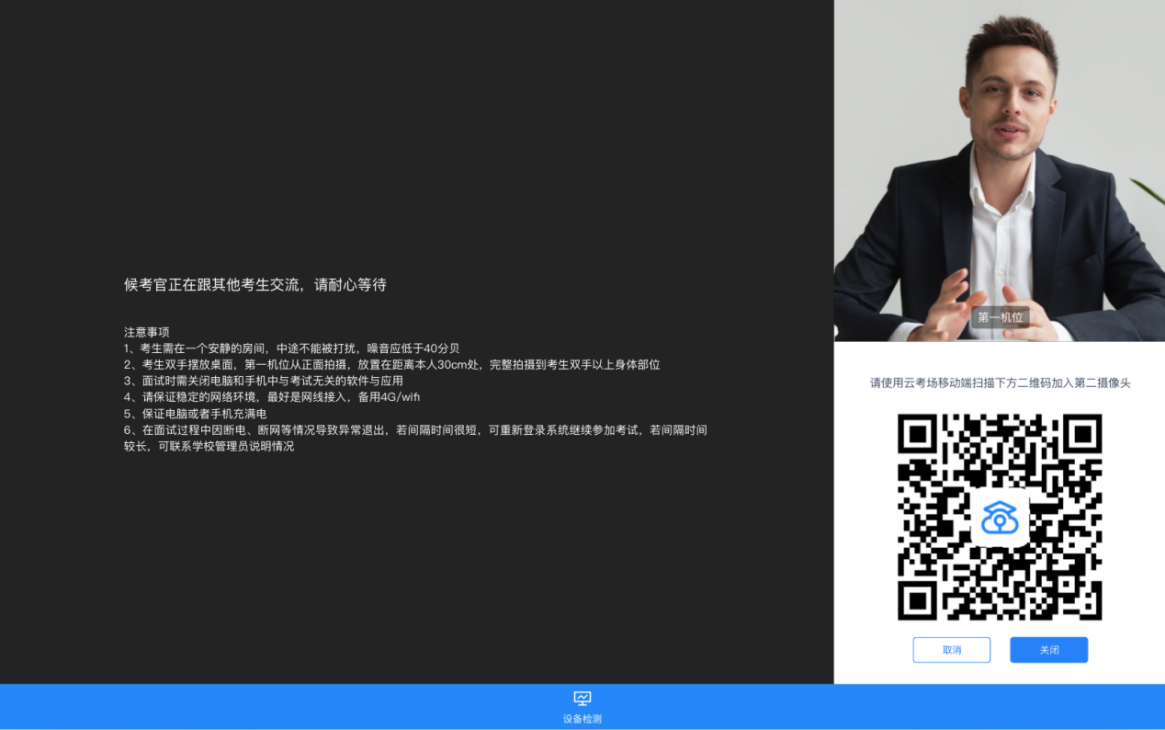 候考官正在跟其他考生交流，请耐心等待
注意事项
1、考生需在一个安静的房间，中途不能被打扰，噪音应低于40分贝
2、考生双手摆放桌面，第一机位从正面拍摄，放置在距离本人30cm处，完整拍摄到考生双手以上身体部位
3、面试时需关闭电脑和手机中与考试无关的软件与应用
4、请保证稳定的网络环境，最好是网线接入，备用4G/wifi
5、保证电脑或者手机充满电
6、在面试过程中因断电、断网等情况导致异常退出，若间隔时间很短，可重新登录系统继续参加考试，若间隔时间
较长，可联系学校管理员说明情况
第一机位
请使用云考场移动端扫描下方二维码加入第二摄像头
取消
关闭
设备检测